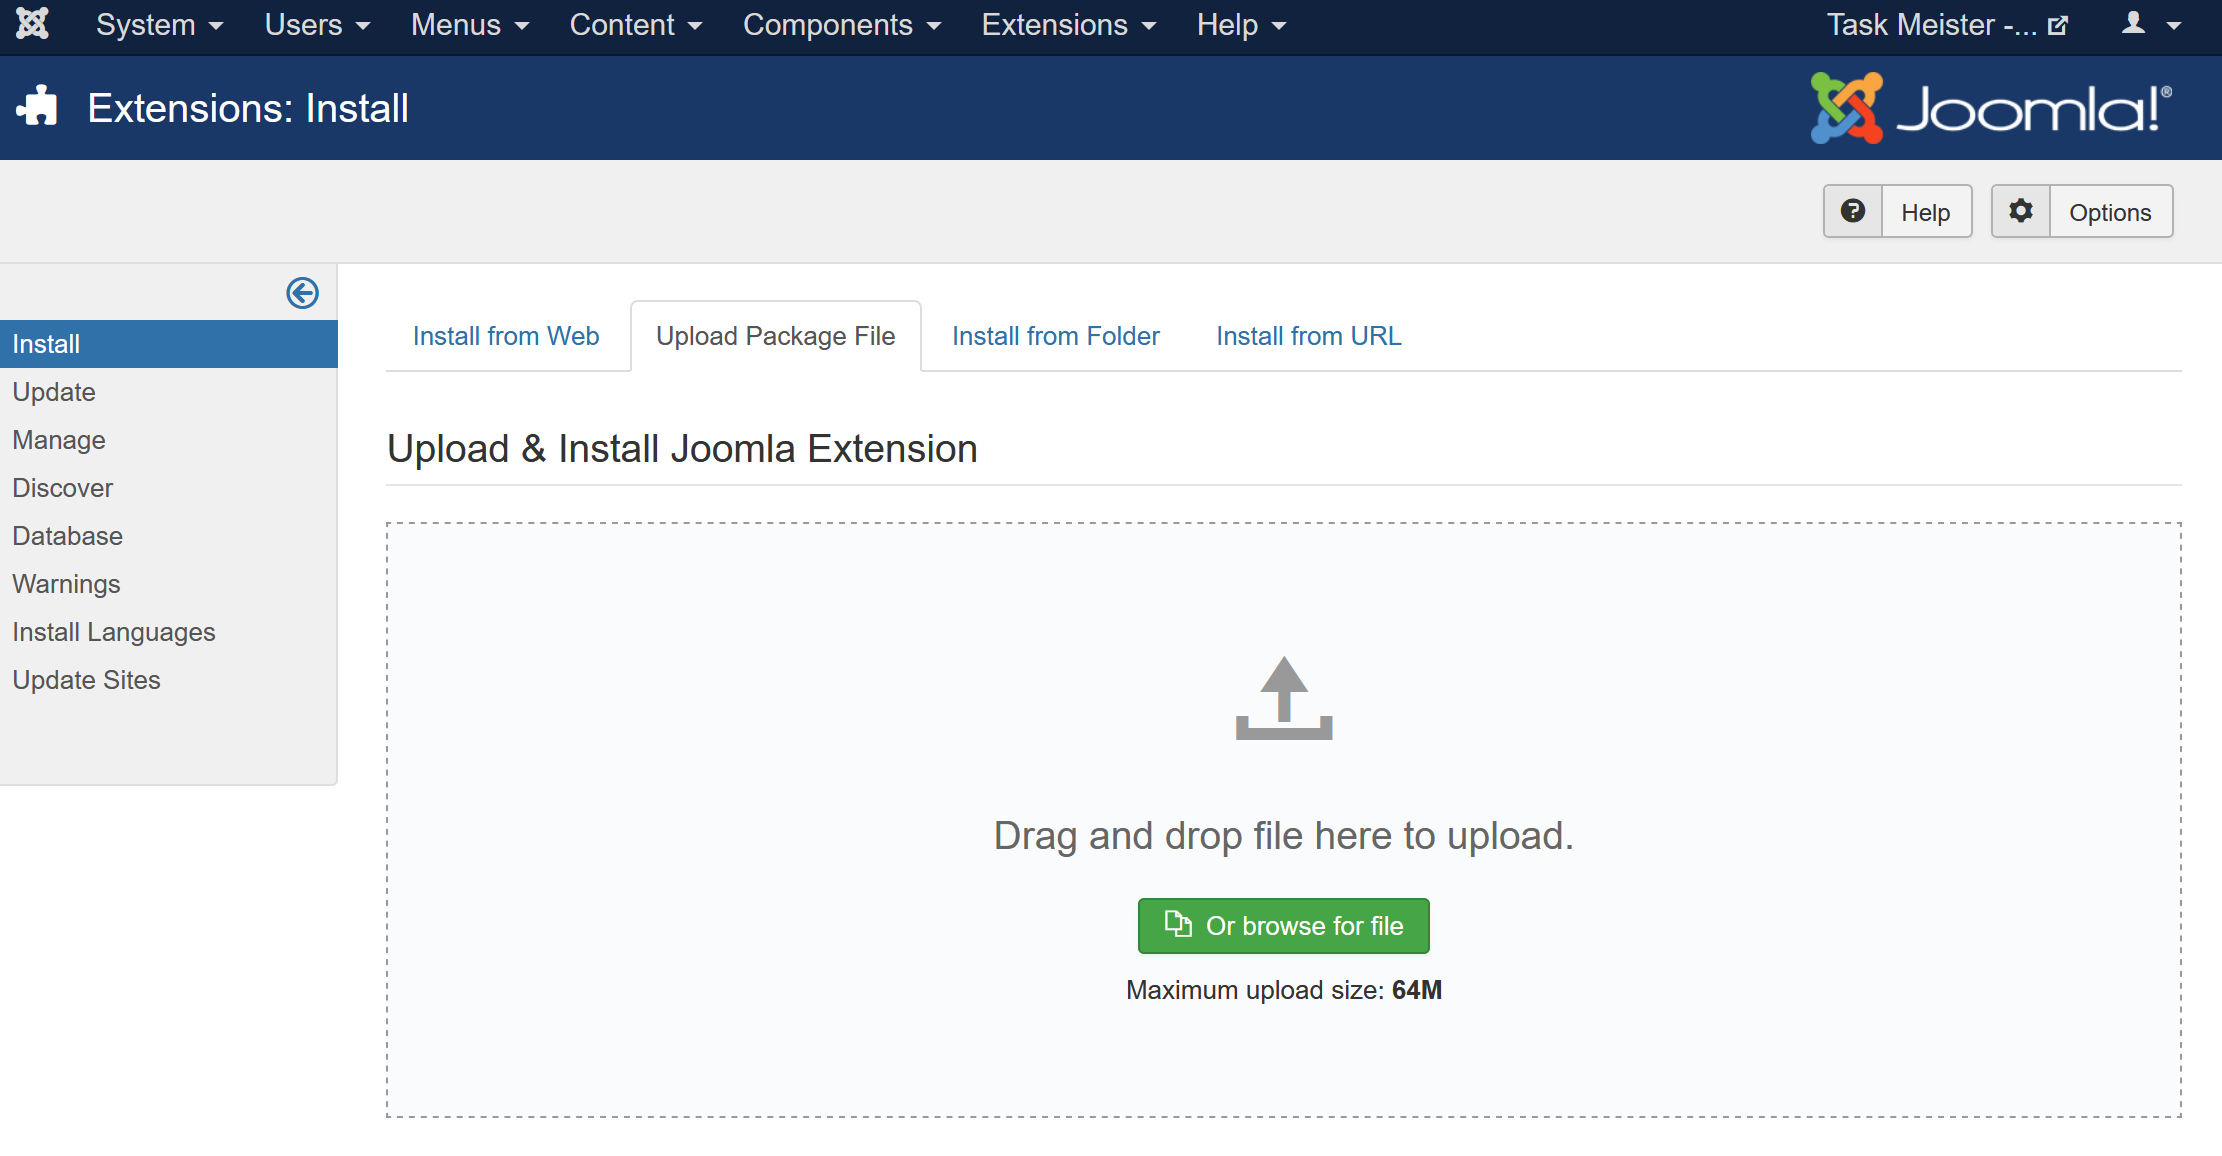 System Users Menus Content Components Extensions Help Task Meister -...
Extensions: Install
Joomla!®
Help Options
Install from Web Upload Package File Install from Folder Install from URL
Install
Update
Manage
Discover
Database
Warnings
Install Languages
Update Sites
Upload & Install Joomla Extension
Drag and drop file here to upload.
Or browse for file
Maximum upload size: 64M